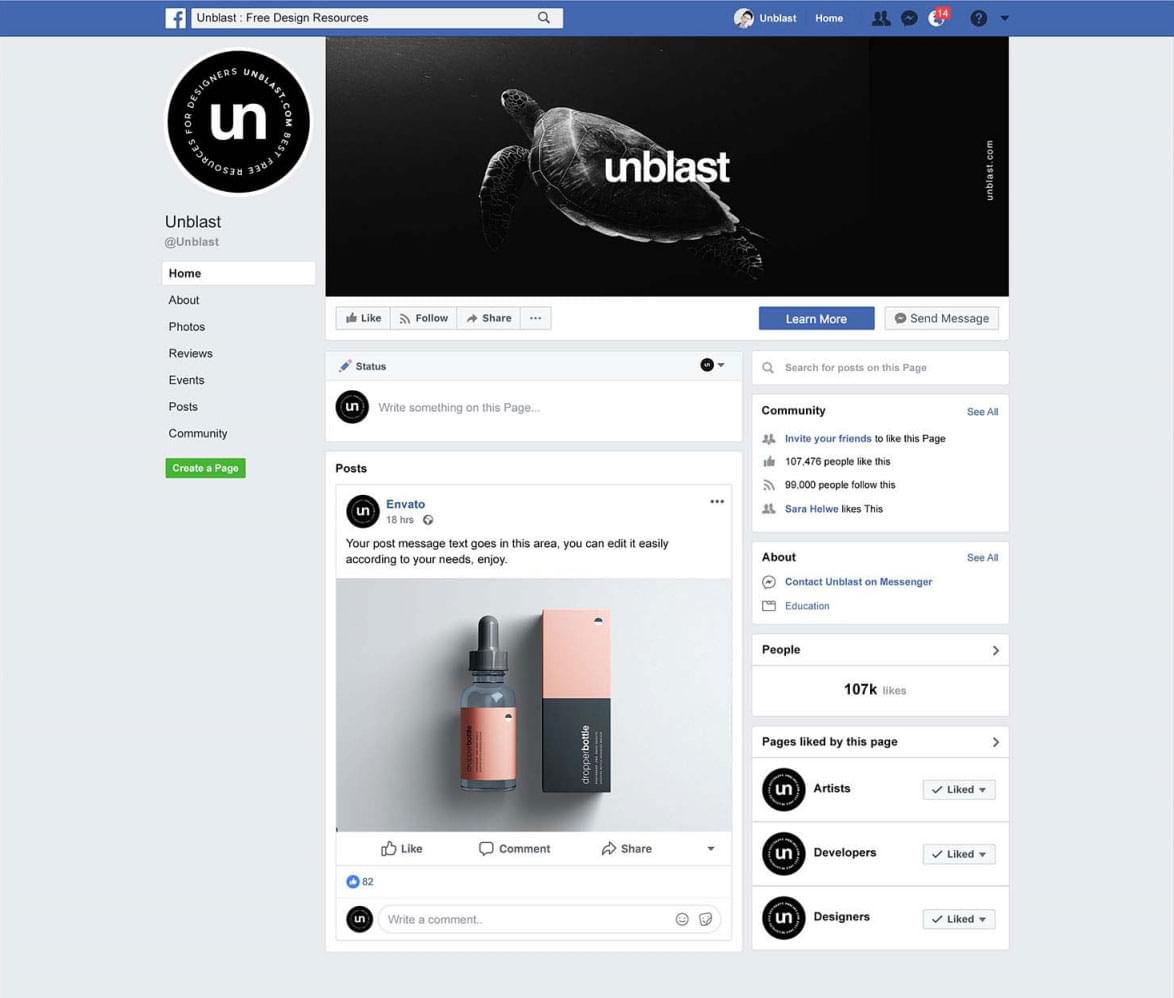 f Unblast : Free Design Resources
Unblast Home 14 ?
RESOURCES FOR DESIGNERS UNBLAST.COM BEST FREE
un
Unblast
@Unblast
Home
About
Photos
Reviews
Events
Posts
Community
Create a Page
unblast
unblast.com
Like Follow Share ...
Learn More Send Message
Status
un
Write something on this Page...
Posts
un
Envato
18 hrs
Your post message text goes in this area, you can edit it easily
according to your needs, enjoy.
dropperbottle
dropperbottle
Like Comment Share
82
un
Write a comment..
Search for posts on this Page
Community See All
Invite your friends to like this Page
107,476 people like this
99,000 people follow this
Sara Helwe likes This
About See All
Contact Unblast on Messenger
Education
People
107k likes
Pages liked by this page
un Artists Liked
un Developers Liked
un Designers Liked